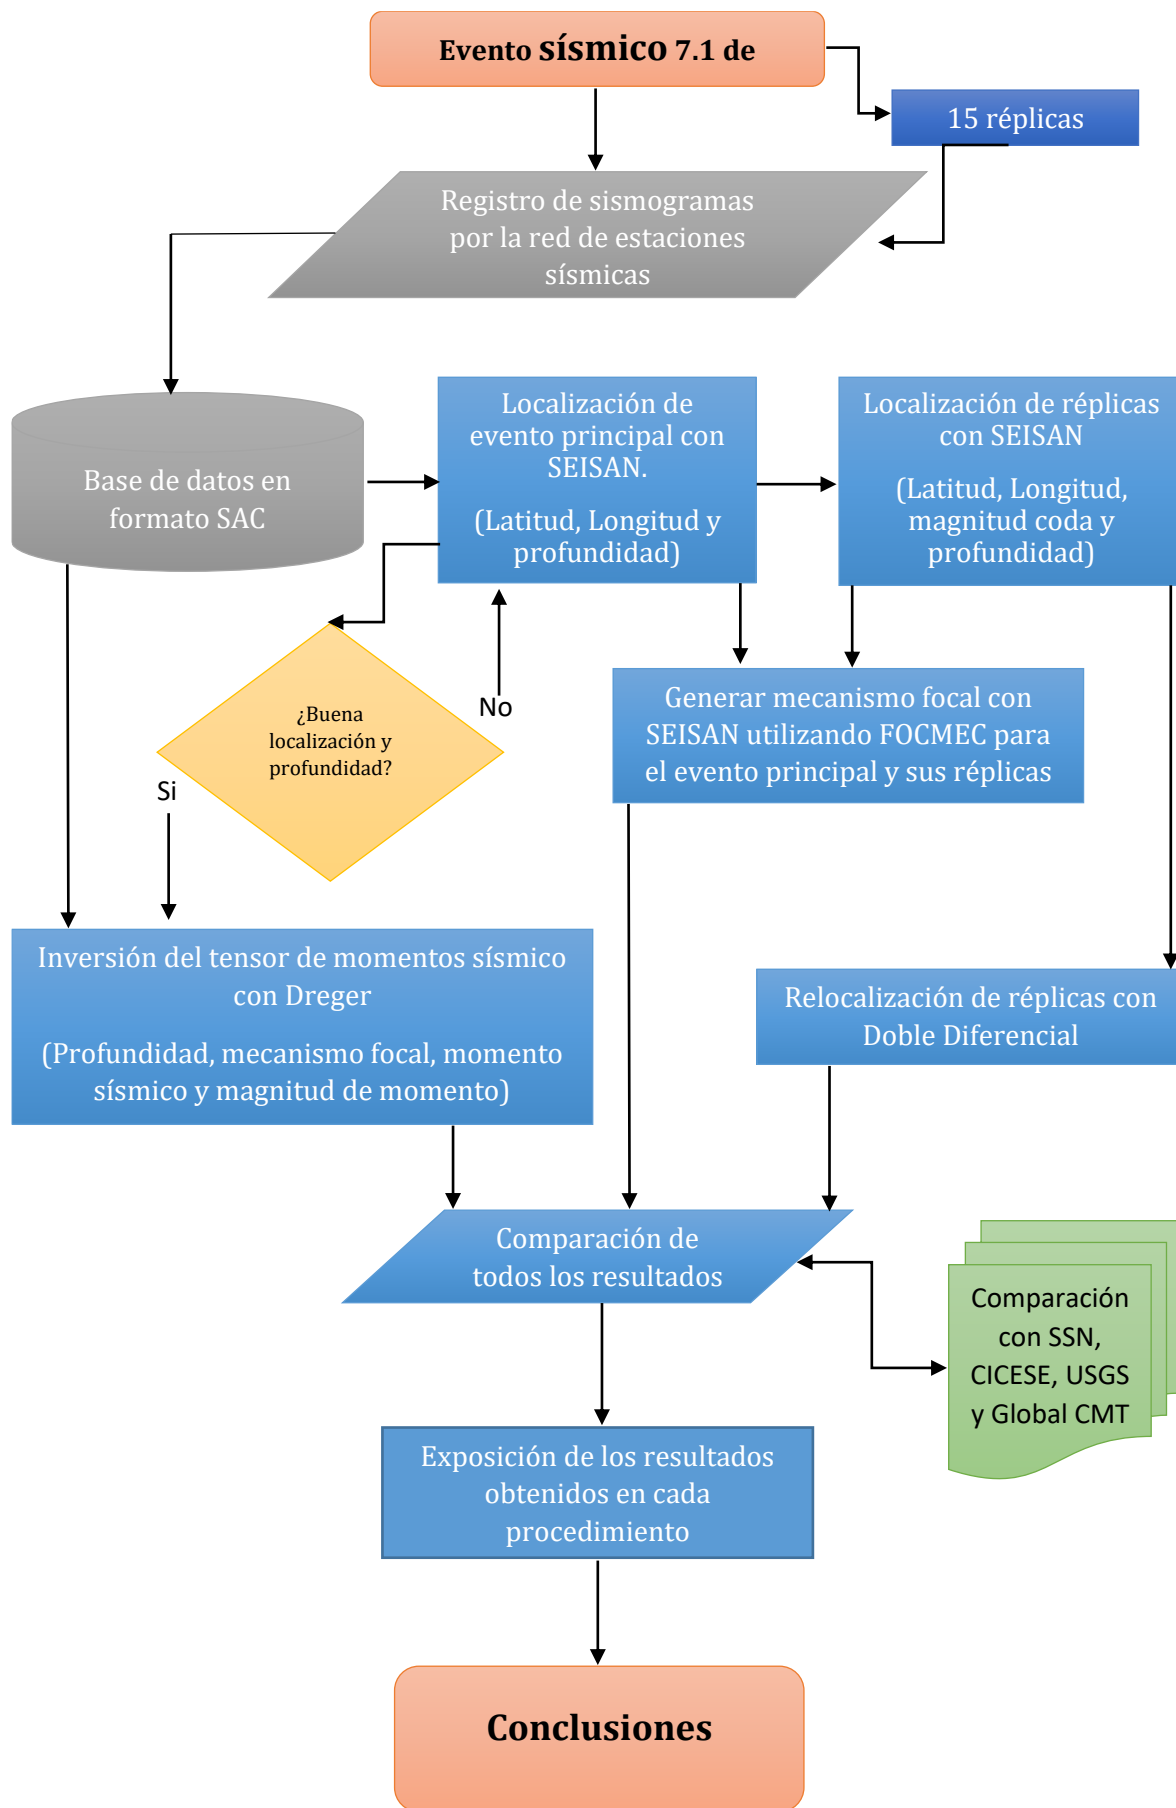 Evento sísmico 7.1 de
15 réplicas
Registro de sismogramas
por la red de estaciones
sísmicas
Base de datos en
formato SAC
Localización de
evento principal con
SEISAN.
(Latitud, Longitud y
profundidad)
Localización de réplicas
con SEISAN
(Latitud, Longitud,
magnitud coda y
profundidad)
¿Buena
localización y
profundidad?
No
Si
Generar mecanismo focal con
SEISAN utilizando FOCMEC para
el evento principal y sus réplicas
Inversión del tensor de momentos sísmico
con Dreger
(Profundidad, mecanismo focal, momento
sísmico y magnitud de momento)
Relocalización de réplicas con
Doble Diferencial
Comparación de
todos los resultados
Comparación
con SSN,
CICESE, USGS
y Global CMT
Exposición de los resultados
obtenidos en cada
procedimiento
Conclusiones